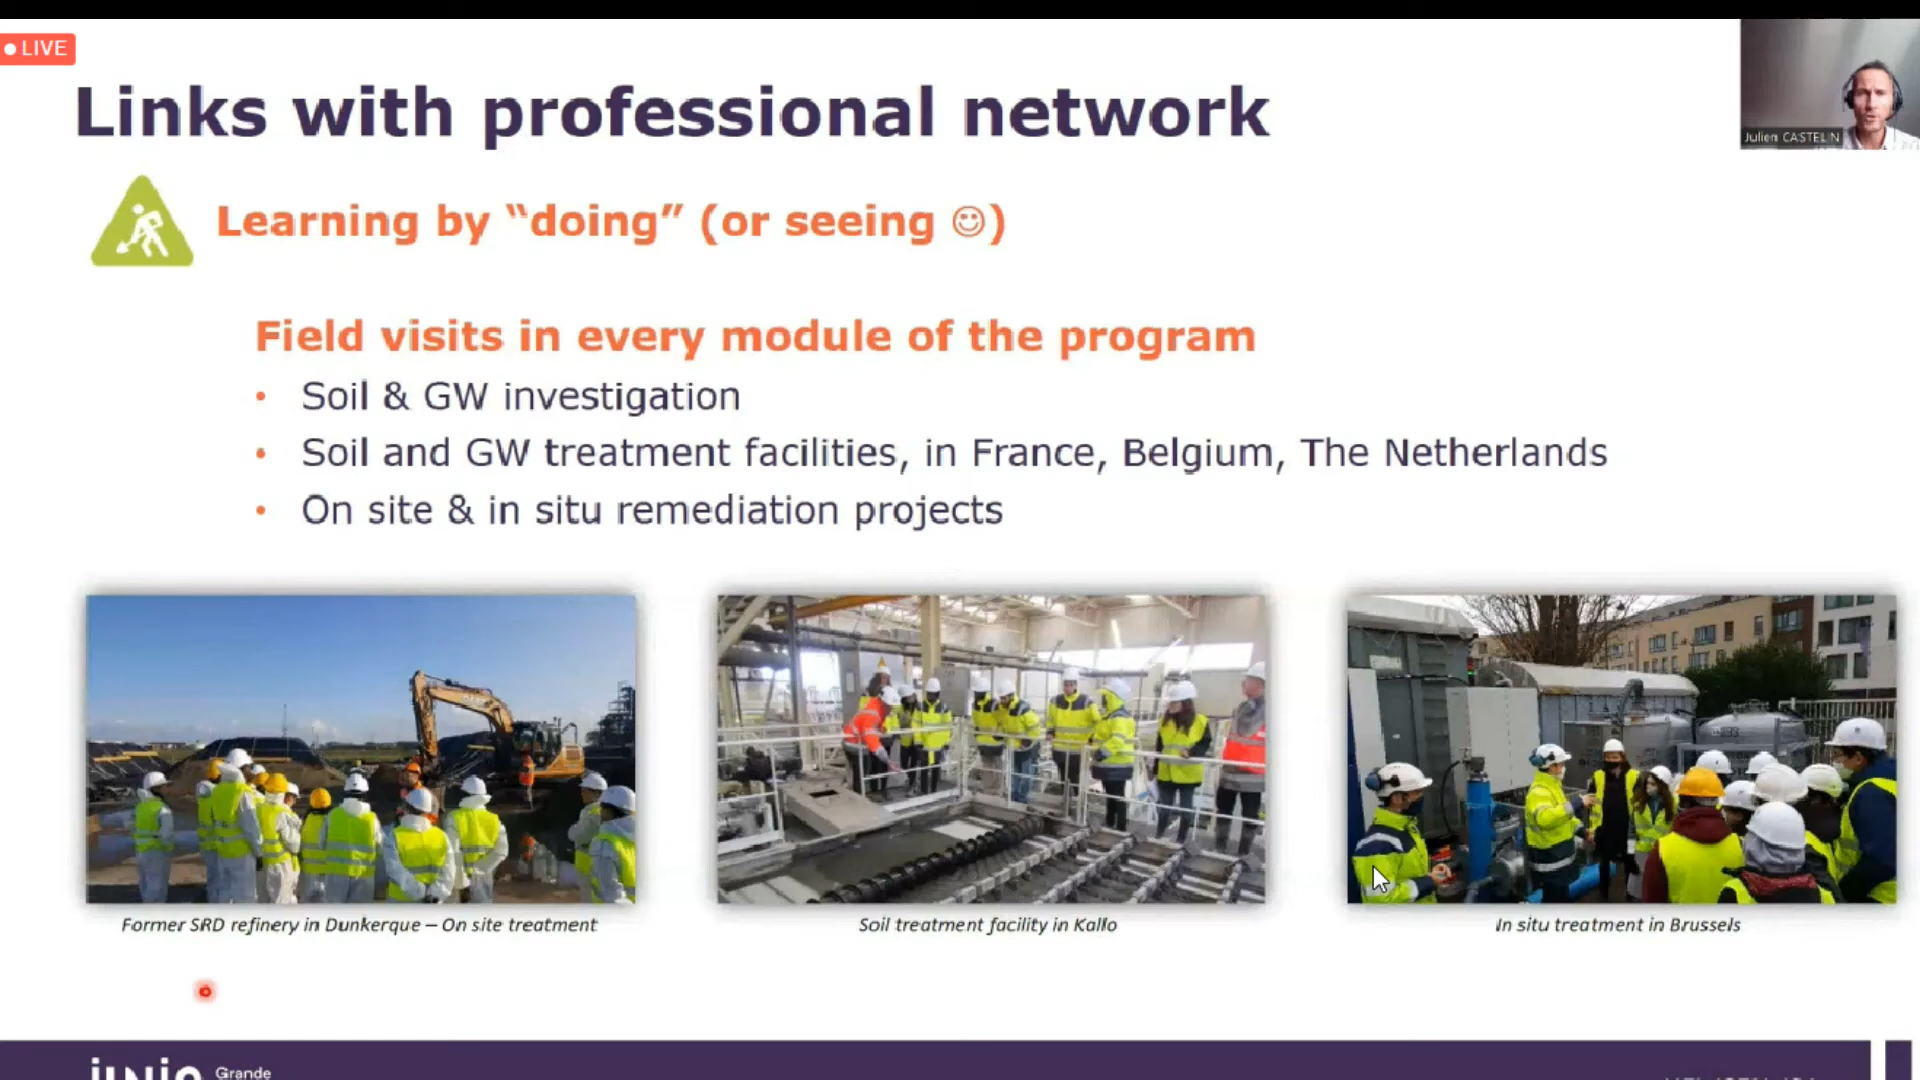 LIVE
Links with professional network
Julien CASTELIN
Learning by “doing” (or seeing ☺)
Field visits in every module of the program
• Soil & GW investigation
• Soil and GW treatment facilities, in France, Belgium, The Netherlands
• On site & in situ remediation projects
Former SRD refinery in Dunkerque – On site treatment
Soil treatment facility in Kallo
In situ treatment in Brussels
Grande